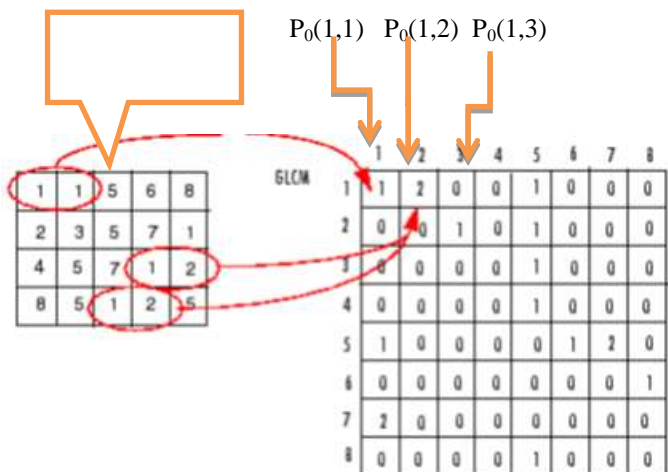 P₀(1,1) P₀(1,2) P₀(1,3)
GLCM
1 1 5 6 8
2 3 5 7 1
4 5 7 1 2
8 5 1 2 5
1 2 3 4 5 6 7 8
1 1 2 0 0 1 0 0 0
2 0 0 1 0 1 0 0 0
3 0 0 0 0 1 0 0 0
4 0 0 0 0 1 0 0 0
5 1 0 0 0 0 1 2 0
6 0 0 0 0 0 0 0 1
7 2 0 0 0 0 0 0 0
8 0 0 0 0 1 0 0 0